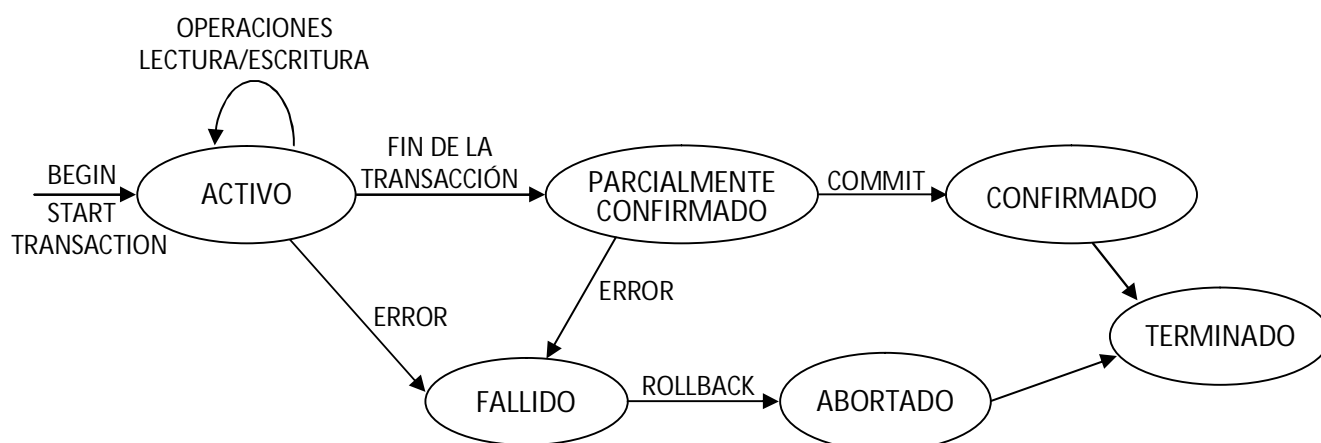 OPERACIONES
LECTURA/ESCRITURA
BEGIN
START
TRANSACTION
ACTIVO
FIN DE LA
TRANSACCIÓN
PARCIALMENTE
CONFIRMADO
COMMIT
CONFIRMADO
ERROR
ERROR
TERMINADO
FALLIDO
ROLLBACK
ABORTADO